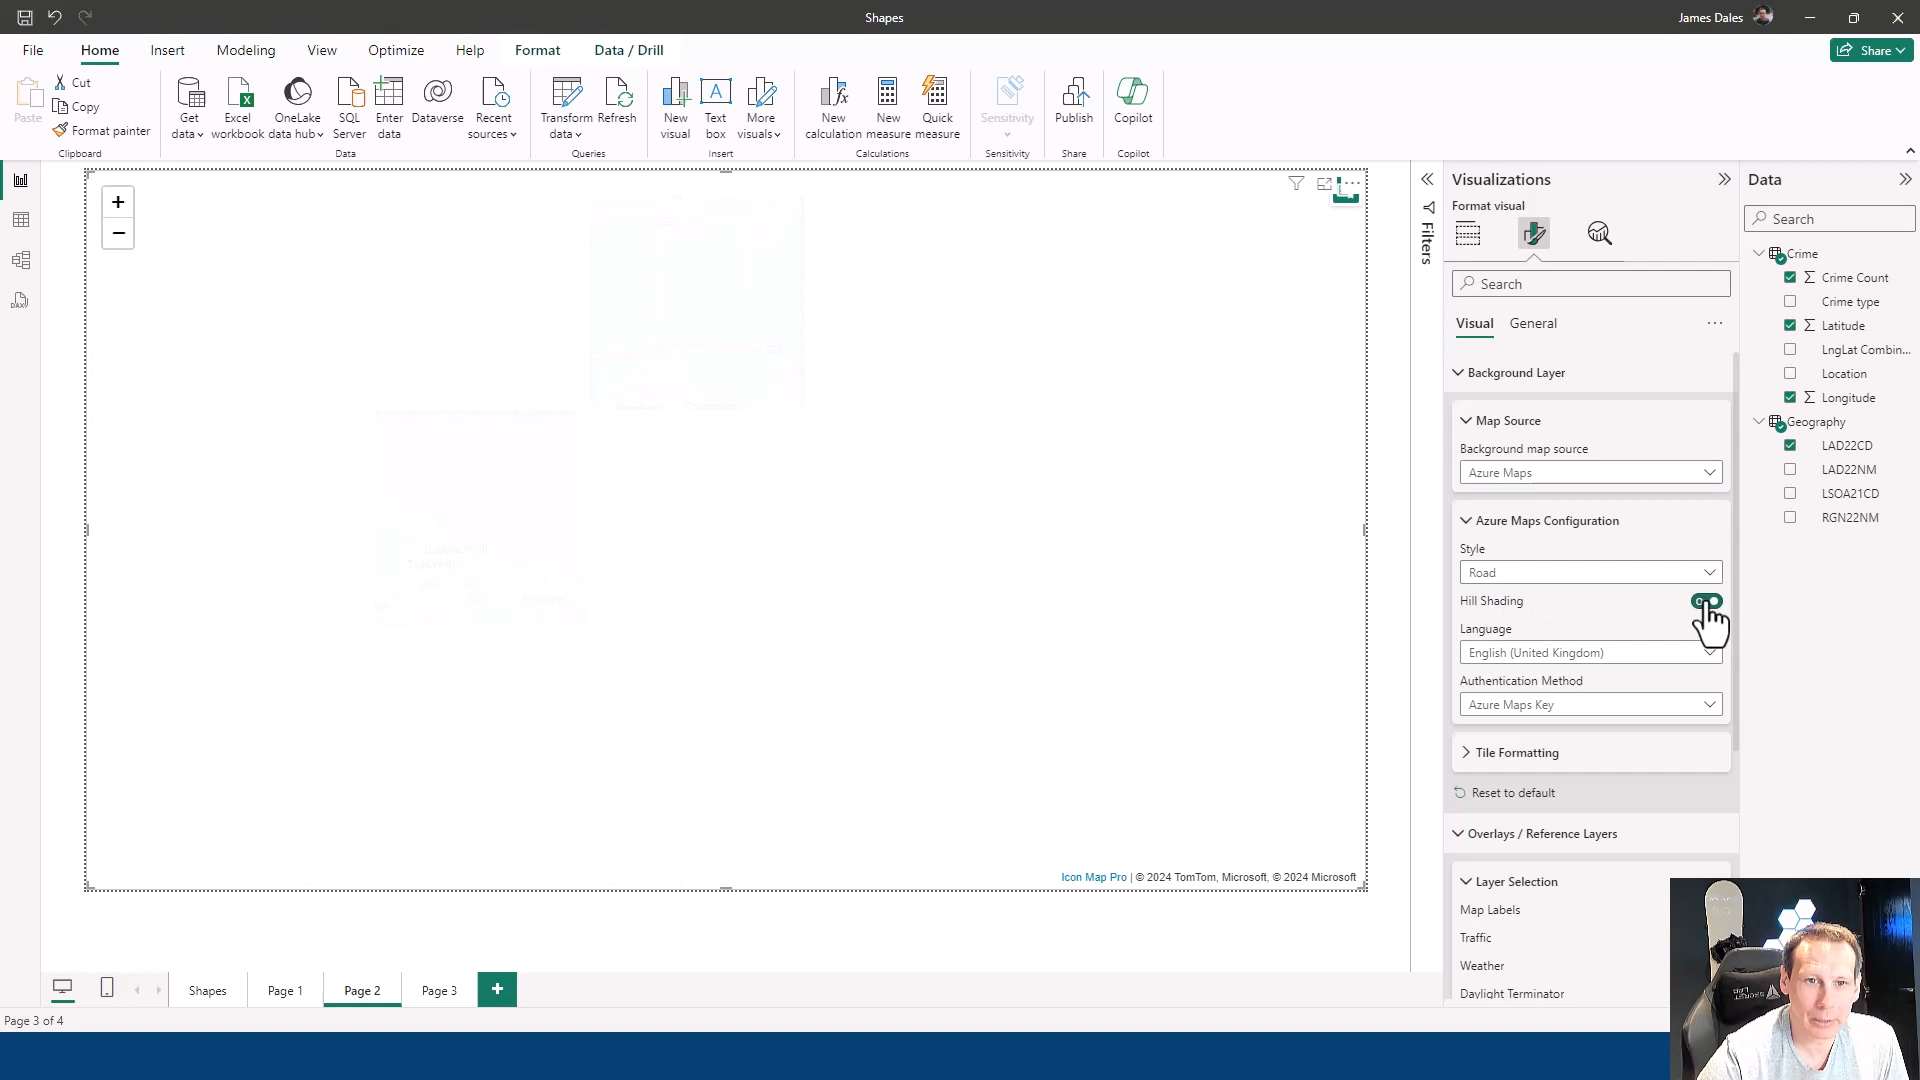 Shapes
James Dales
File
Home
Insert
Modeling
View
Optimize
Help
Format
Data / Drill
Share
Paste
Cut
Copy
Format painter
Clipboard
Get data
Excel workbook
OneLake data hub
SQL Server
Enter data
Dataverse
Recent sources
Data
Transform data
Refresh
Queries
New visual
Text box
More visuals
Insert
New calculation
New measure
Quick measure
Calculations
Sensitivity
Sensitivity
Publish
Share
Copilot
Copilot
+
−
Icon Map Pro | © 2024 TomTom, Microsoft, © 2024 Microsoft
Filters
Visualizations
Format visual
Search
Visual
General
Background Layer
Map Source
Background map source
Azure Maps
Azure Maps Configuration
Style
Road
Hill Shading
Language
English (United Kingdom)
Authentication Method
Azure Maps Key
Tile Formatting
Reset to default
Overlays / Reference Layers
Layer Selection
Map Labels
Traffic
Weather
Daylight Terminator
Data
Search
Crime
Crime Count
Crime type
Latitude
LngLat Combin...
Location
Longitude
Geography
LAD22CD
LAD22NM
LSOA21CD
RGN22NM
Shapes
Page 1
Page 2
Page 3
+
Page 3 of 4